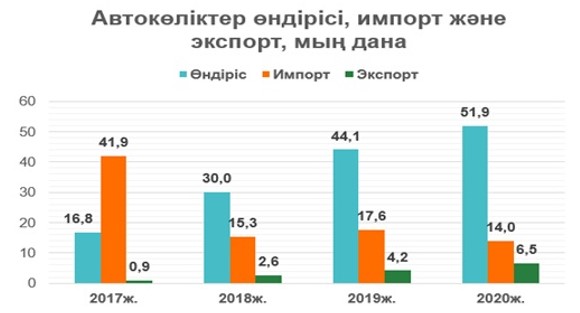 Автокөліктер өндірісі, импорт және
экспорт, мың дана
Өндіріс Импорт Экспорт
60
50
40
30
20
10
0
16,8 41,9 0,9
30,0 15,3 2,6
44,1 17,6 4,2
51,9 14,0 6,5
2017ж. 2018ж. 2019ж. 2020ж.